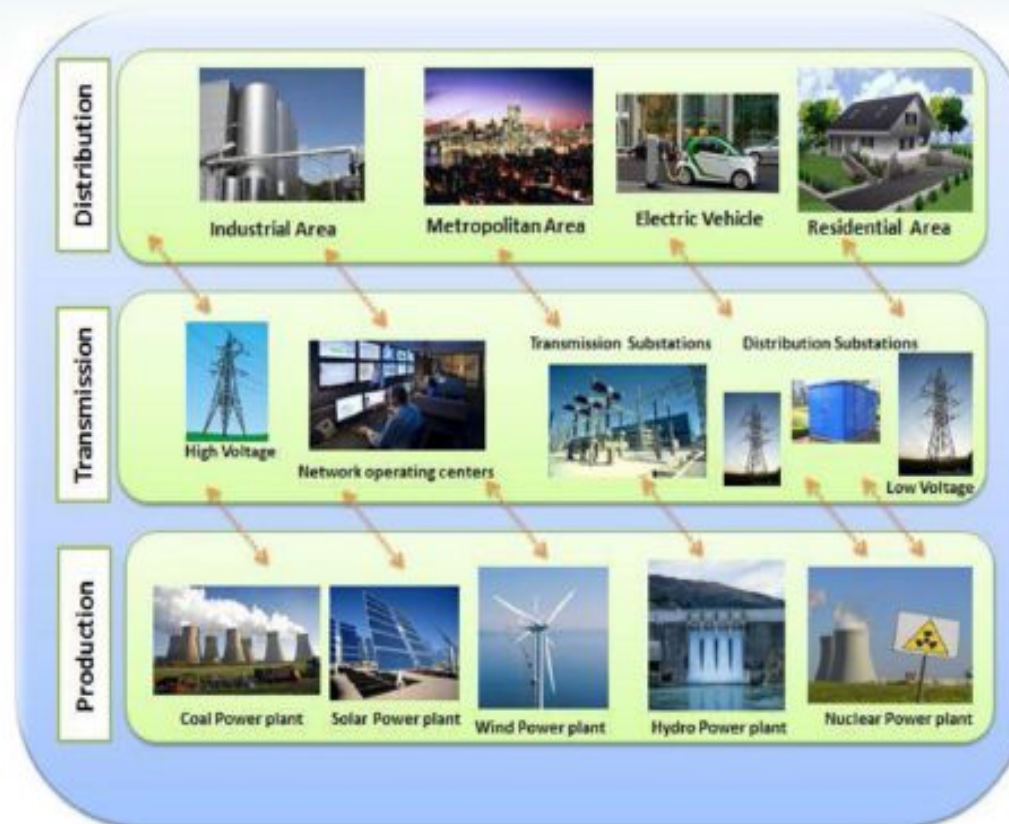 Distribution
Industrial Area
Metropolitan Area
Electric Vehicle
Residential Area
Transmission
High Voltage
Network operating centers
Transmission Substations
Distribution Substations
Low Voltage
Production
Coal Power plant
Solar Power plant
Wind Power plant
Hydro Power plant
Nuclear Power plant